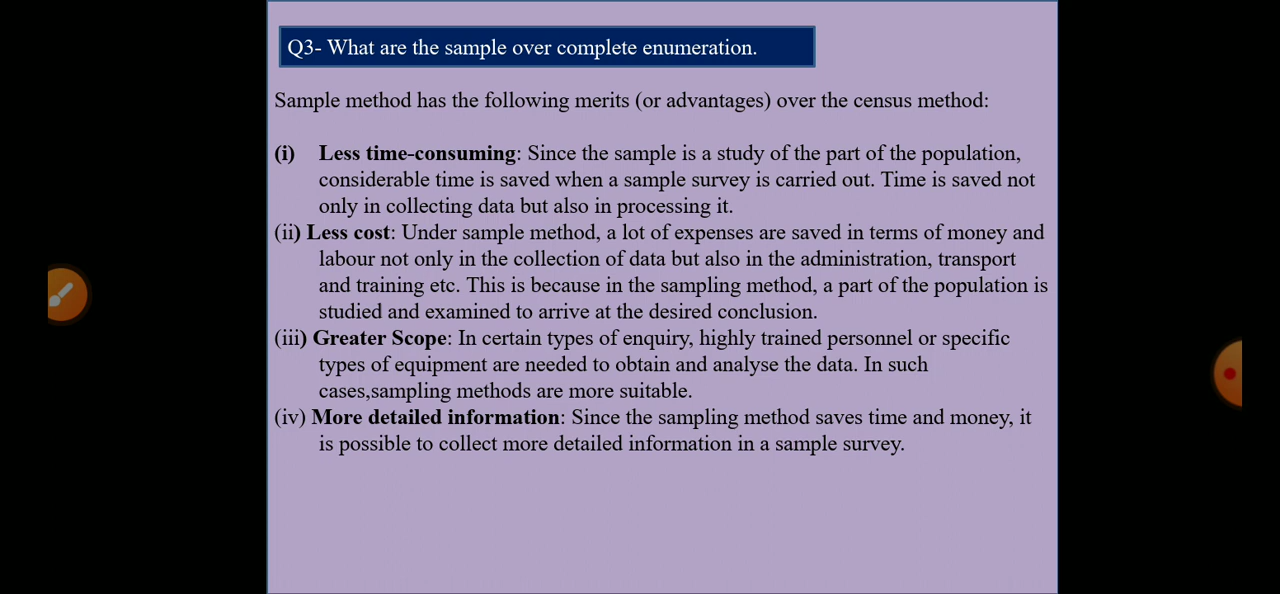 Q3- What are the sample over complete enumeration.
Sample method has the following merits (or advantages) over the census method:
(i) Less time-consuming: Since the sample is a study of the part of the population,
considerable time is saved when a sample survey is carried out. Time is saved not
only in collecting data but also in processing it.
(ii) Less cost: Under sample method, a lot of expenses are saved in terms of money and
labour not only in the collection of data but also in the administration, transport
and training etc. This is because in the sampling method, a part of the population is
studied and examined to arrive at the desired conclusion.
(iii) Greater Scope: In certain types of enquiry, highly trained personnel or specific
types of equipment are needed to obtain and analyse the data. In such
cases,sampling methods are more suitable.
(iv) More detailed information: Since the sampling method saves time and money, it
is possible to collect more detailed information in a sample survey.